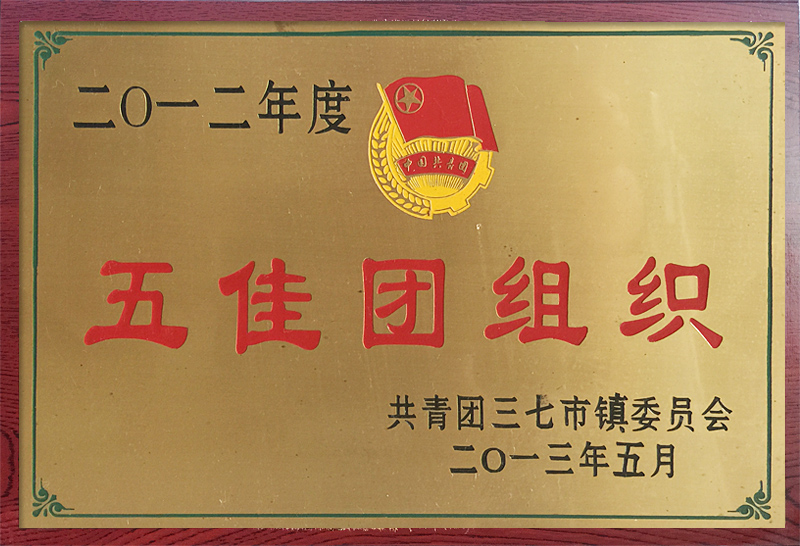 二〇一二年度
中国共青团
五佳团组织
共青团三七市镇委员会
二〇一三年五月